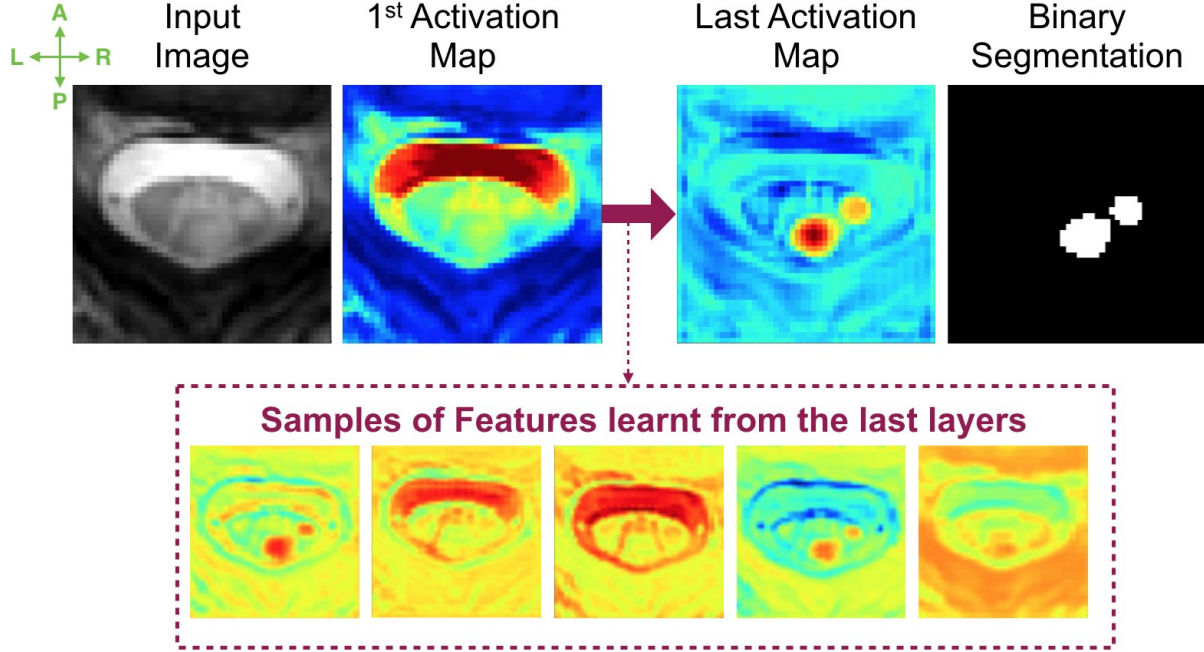 A
L R
P
Input
Image
1st Activation
Map
Last Activation
Map
Binary
Segmentation
Samples of Features learnt from the last layers